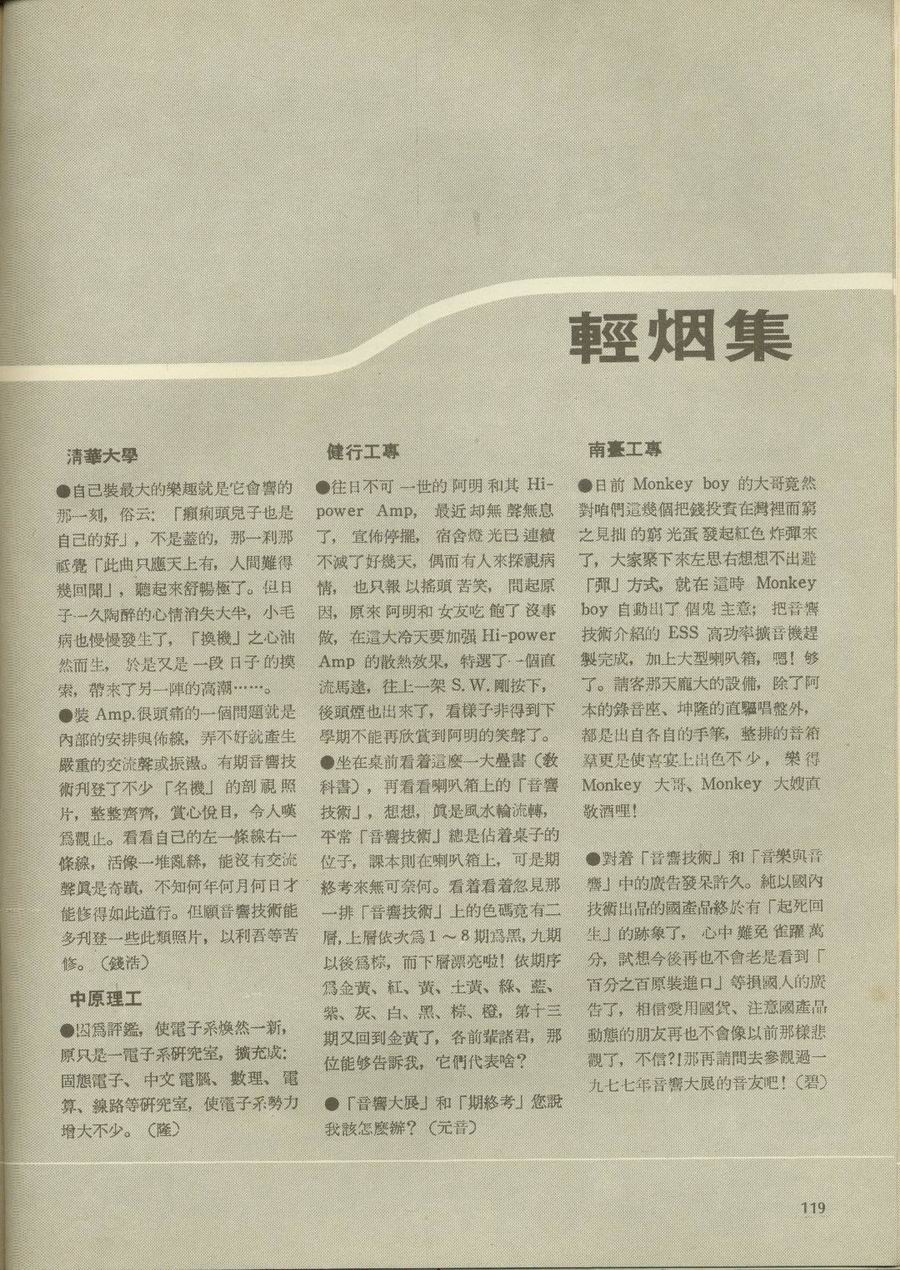 輕烟集
清華大學
●自己裝最大的樂趣就是它會響的
那一刻，俗云：「癩痢頭兒子也是
自己的好」，不是蓋的，那一刹那
祗覺「此曲只應天上有，人間難得
幾回聞」，聽起來舒暢極了。但日
子一久陶醉的心情消失大半，小毛
病也慢慢發生了，「換機」之心油
然而生，於是又是一段日子的摸
索，帶來了另一陣的高潮……。
●裝 Amp.很頭痛的一個問題就是
內部的安排與佈線，弄不好就產生
嚴重的交流聲或振盪。有期音響技
術刋登了不少「名機」的剖視照
片，整整齊齊，賞心悅目，令人嘆
爲觀止。看看自己的左一條線右一
條線，活像一堆亂絲，能沒有交流
聲眞是奇蹟，不知何年何月何日才
能修得如此道行。但願音響技術能
多刋登一些此類照片，以利吾等苦
修。（錢浩）
中原理工
●因爲評鑑，使電子系煥然一新，
原只是一電子系硏究室，擴充成：
固態電子、中文電腦、數理、電
算、線路等硏究室，使電子系勢力
增大不少。（隆）
健行工專
●往日不可一世的阿明和其 Hi-
power Amp, 最近却無聲無息
了，宣佈停擺，宿舍燈光已連續
不滅了好幾天，偶而有人來探視病
情，也只報以搖頭苦笑，問起原
因，原來阿明和女友吃飽了沒事
做，在這大冷天要加强 Hi-power
Amp 的散熱效果，特選了一個直
流馬達，往上一架 S.W.剛按下，
後頭煙也出來了，看樣子非得到下
學期不能再欣賞到阿明的笑聲了。
●坐在桌前看着這麼一大疊書（敎
科書），再看看喇叭箱上的「音響
技術」，想想，眞是風水輪流轉，
平常「音響技術」總是佔着桌子的
位子，課本則在喇叭箱上，可是期
終考來無可奈何。看着看着忽見那
一排「音響技術」上的色碼竟有二
層，上層依次爲1～8期爲黑，九期
以後爲棕，而下層漂亮啦！依期序
爲金黃、紅、黃、土黃、綠、藍、
紫、灰、白、黑、棕、橙，第十三
期又回到金黃了，各前輩諸君，那
位能够告訴我，它們代表啥？
●「音響大展」和「期終考」您說
我該怎麼辦？（元音）
南臺工專
●日前 Monkey boy 的大哥竟然
對咱們這幾個把錢投資在灣裡而窮
之見拙的窮光蛋發起紅色炸彈來
了，大家聚下來左思右想想不出避
「彈」方式，就在這時 Monkey
boy 自動出了個鬼主意；把音響
技術介紹的 ESS 高功率擴音機趕
製完成，加上大型喇叭箱，嗯！够
了。請客那天龐大的設備，除了阿
本的錄音座、坤隆的直驅唱盤外，
都是出自各自的手筆，整排的音箱
羣更是使喜宴上出色不少，樂得
Monkey 大哥、Monkey 大嫂直
敬酒哩！
●對着「音響技術」和「音樂與音
響」中的廣告發呆許久。純以國內
技術出品的國產品終於有「起死回
生」的跡象了，心中難免雀躍萬
分，試想今後再也不會老是看到「
百分之百原裝進口」等損國人的廣
告了，相信愛用國貨、注意國產品
動態的朋友再也不會像以前那樣悲
觀了，不信？！那再請問去參觀過一
九七七年音響大展的音友吧！（碧）
119